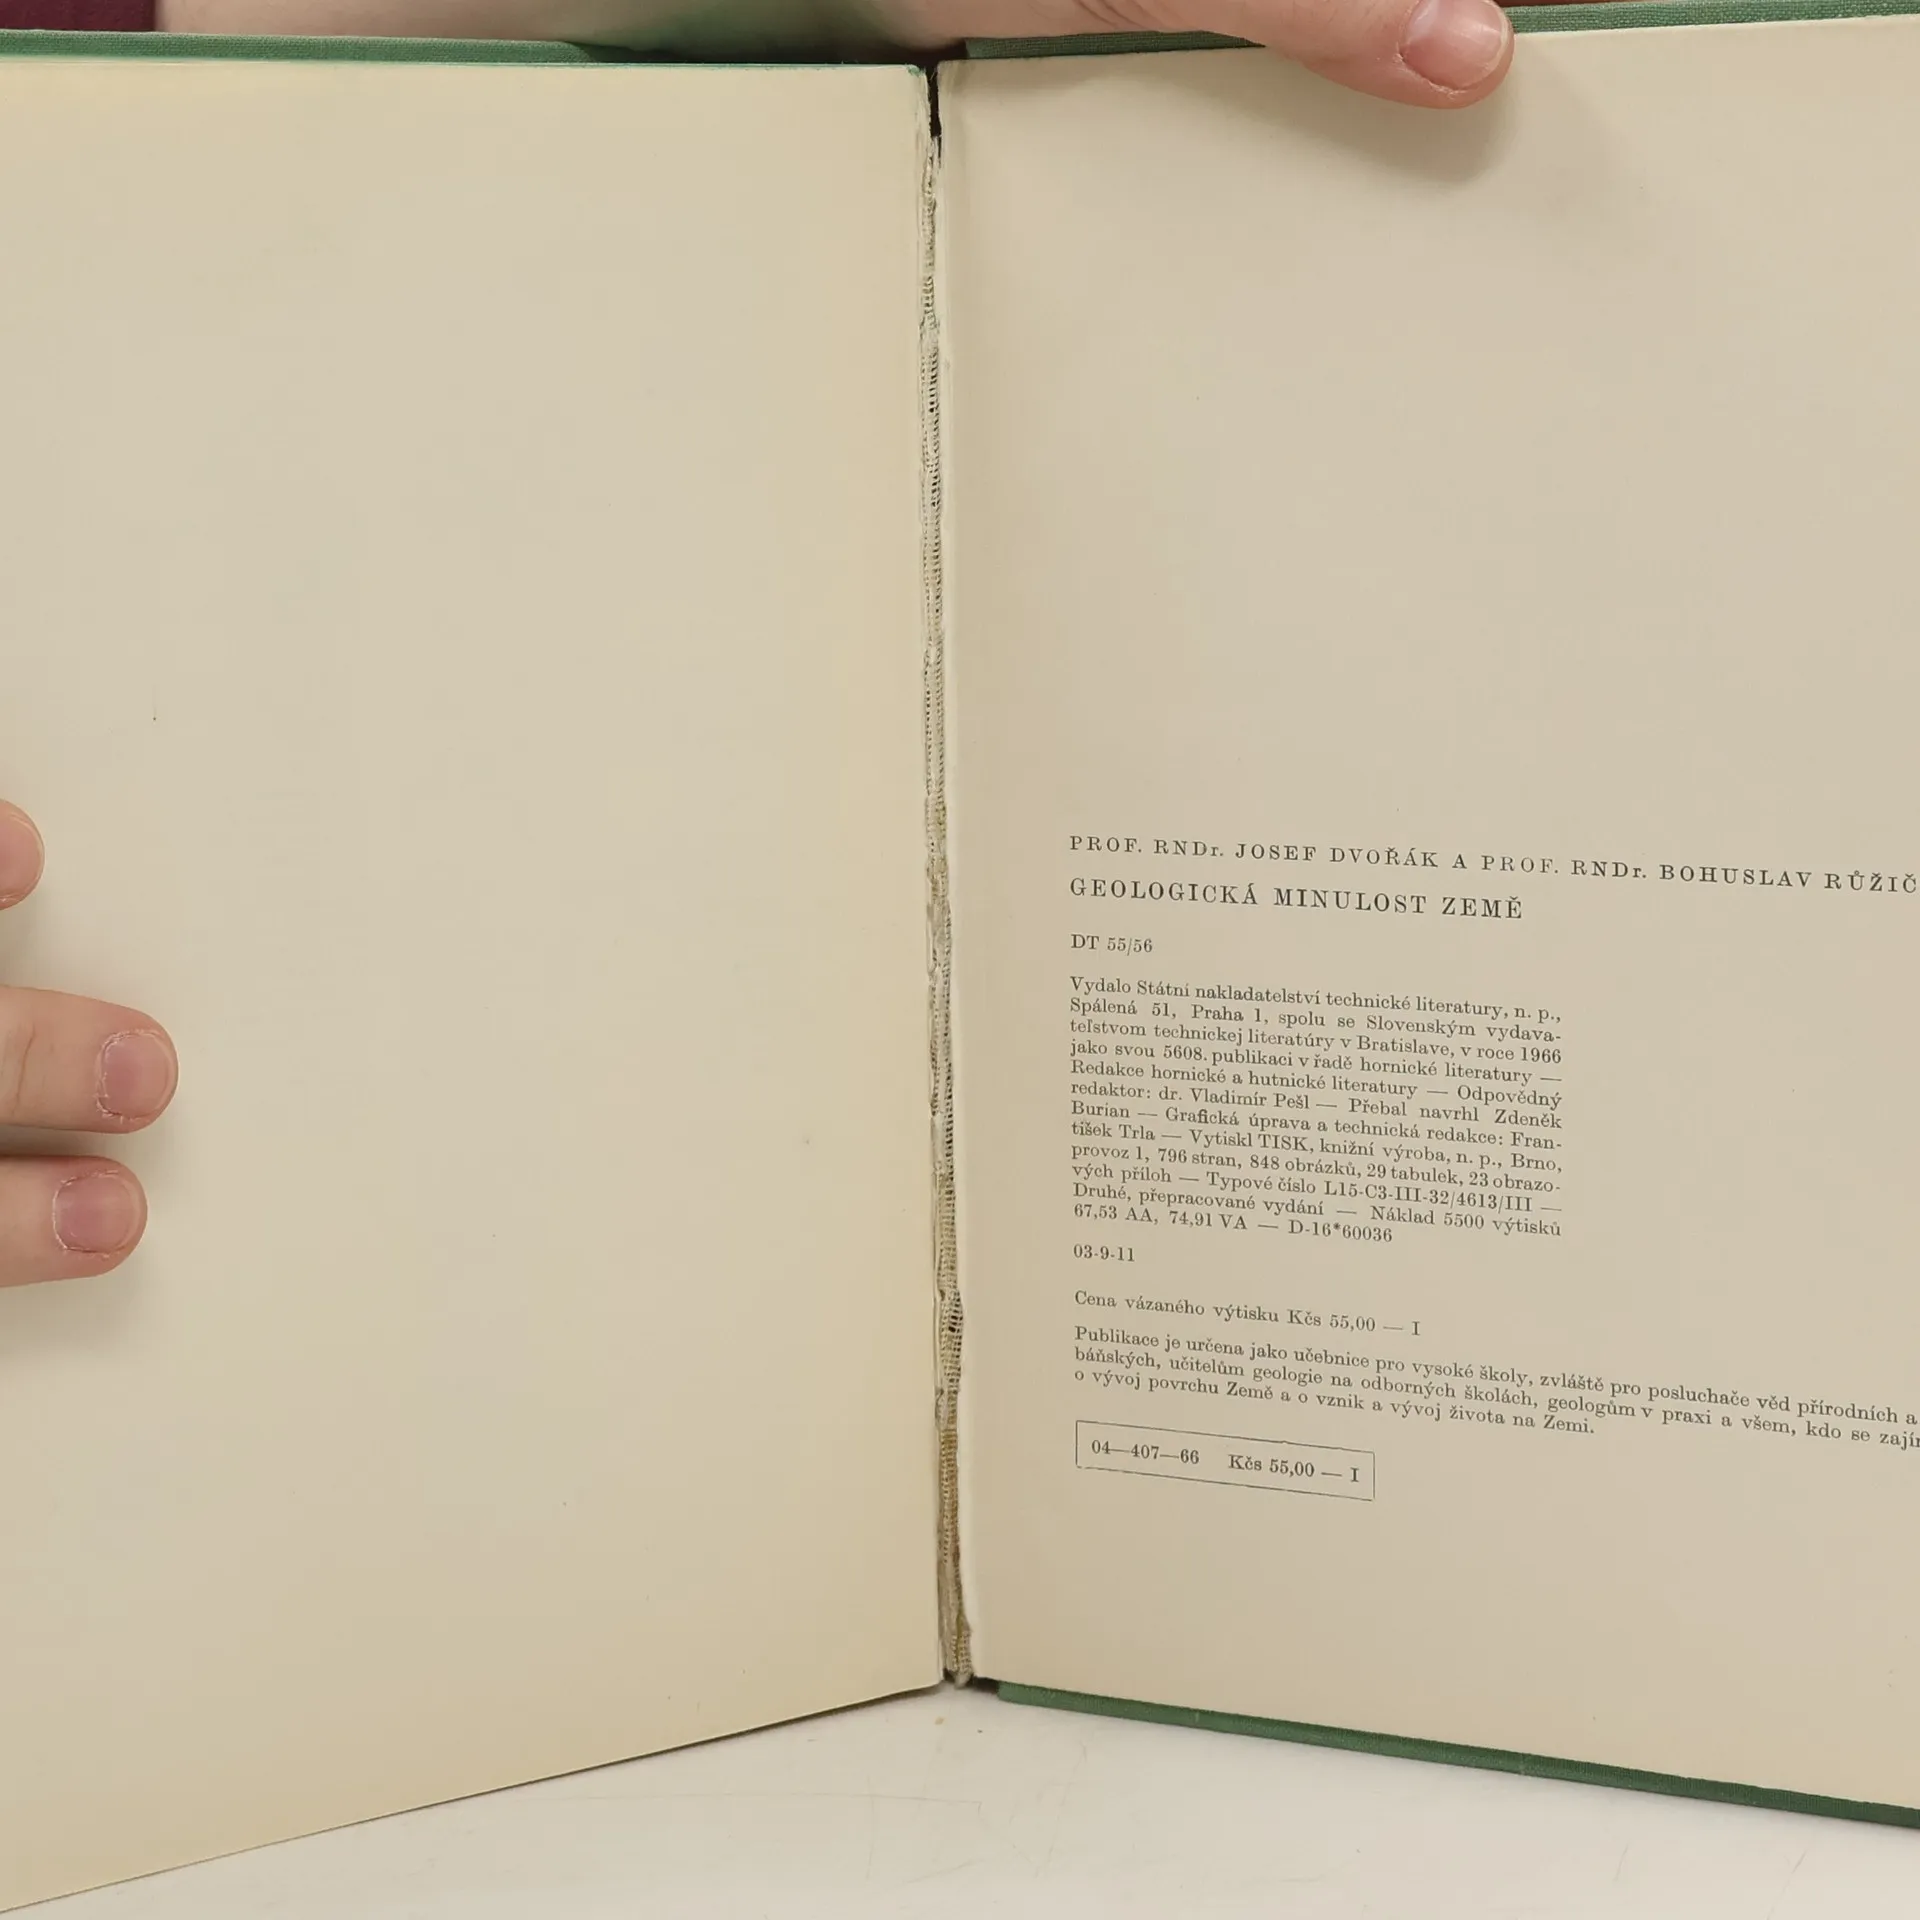 PROF. RNDr. JOSEF DVOŘÁK A PROF. RNDr. BOHUSLAV
GEOLOGICKÁ MINULOST ZEMĚ
DT 55/56
Vydalo Státní nakladatelství technické literatury, n. p.,
Spálená 51, Praha 1, spolu se Slovenským vydava-
teľstvom technickej literatúry v Bratislave, v roce 1966
jako svou 5608. publikaci v řadě hornické literatury —
Redakce hornické a hutnické literatury — Odpovědný
redaktor: dr. Vladimír Pešl — Přebal navrhl Zdeněk
Burian — Grafická úprava a technická redakce: Fran-
tišek Trla — Vytiskl TISK, knižní výroba, n. p., Brno,
provoz 1, 796 stran, 848 obrázků, 29 tabulek, 23 obrazo-
vých příloh — Typové číslo L15-C3-III-32/4613/III —
Druhé, přepracované vydání — Náklad 5500 výtisků
67,53 AA, 74,91 VA — D-16*60036
03-9-11
Cena vázaného výtisku Kčs 55,00 — I
Publikace je určena jako učebnice pro vysoké školy, zvláště pro posluchače věd přírodních a
báňských, učitelům geologie na odborných školách, geologům v praxi a všem, kdo se
o vývoj povrchu Země a o vznik a vývoj života na Zemi.
04—407—66 Kčs 55,00 — I